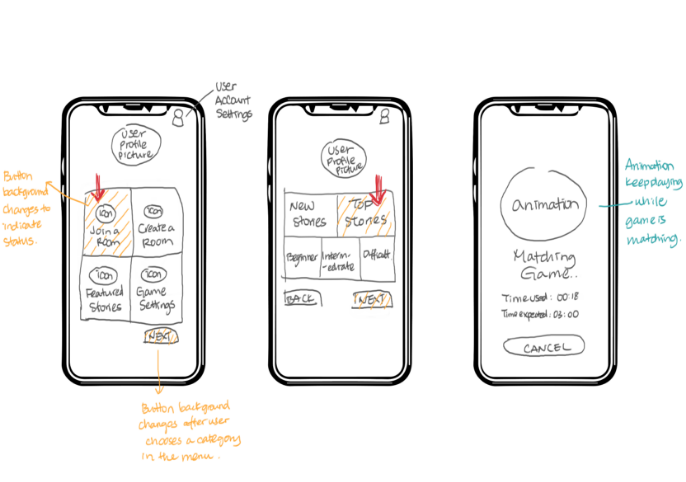 User
Account
Settings
User
Profile
Picture
Button
background
changes to
indicate
status.
icon
Join a
Room
icon
Create a
Room
icon
Featured
Stories
icon
Game
Settings
NEXT
Button background
changes after user
chooses a category
in the menu.
User
Profile
Picture
New
Stories
TOP
Stories
Beginner
Interm-
ediate
Difficult
BACK
NEXT
Animation
Matching
Game..
Time used: 00:18
Time expected: 03:00
CANCEL
Animation
keep playing
while
game is
matching.